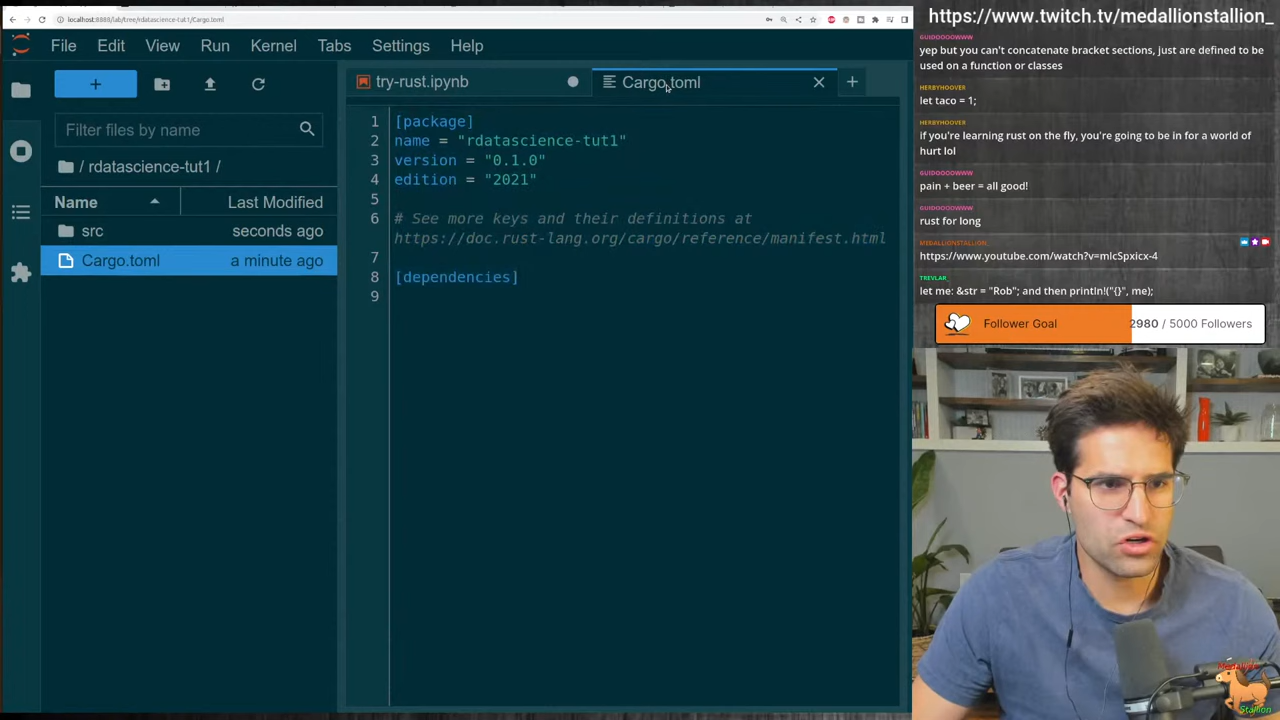 localhost:8888/lab/tree/rdatascience-tut1/Cargo.toml
https://www.twitch.tv/medallionstallion_
File Edit View Run Kernel Tabs Settings Help
try-rust.ipynb
Cargo.toml
Filter files by name
/ rdatascience-tut1 /
Name Last Modified
src seconds ago
Cargo.toml a minute ago
1 [package]
2 name = "rdatascience-tut1"
3 version = "0.1.0"
4 edition = "2021"
5
6 # See more keys and their definitions at
https://doc.rust-lang.org/cargo/reference/manifest.html
7
8 [dependencies]
9
GUIDOOOOWWW
yep but you can't concatenate bracket sections, just are defined to be
used on a function or classes
HERBYHOOVER
let taco = 1;
HERBYHOOVER
if you're learning rust on the fly, you're going to be in for a world of
hurt lol
GUIDOOOOWWW
pain + beer = all good!
GUIDOOOOWWW
rust for long
MEDALLIONSTALLION_
https://www.youtube.com/watch?v=mlcSpxicx-4
TREVLAR_
let me: &str = "Rob"; and then println!("{}", me);
Follower Goal 2980 / 5000 Followers
Medallion
Stallion